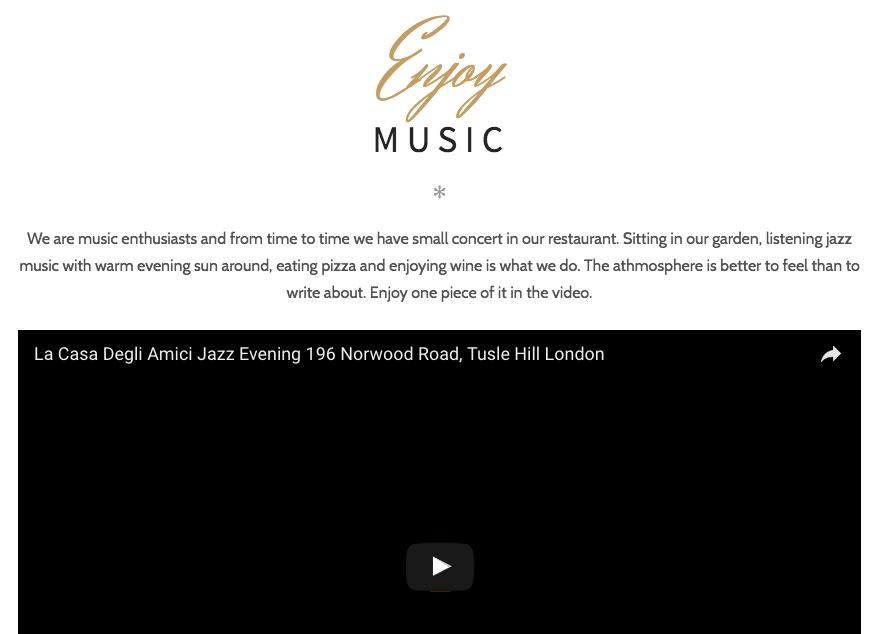 Enjoy
MUSIC
*
We are music enthusiasts and from time to time we have small concert in our restaurant. Sitting in our garden, listening jazz
music with warm evening sun around, eating pizza and enjoying wine is what we do. The athmosphere is better to feel than to
write about. Enjoy one piece of it in the video.
La Casa Degli Amici Jazz Evening 196 Norwood Road, Tusle Hill London